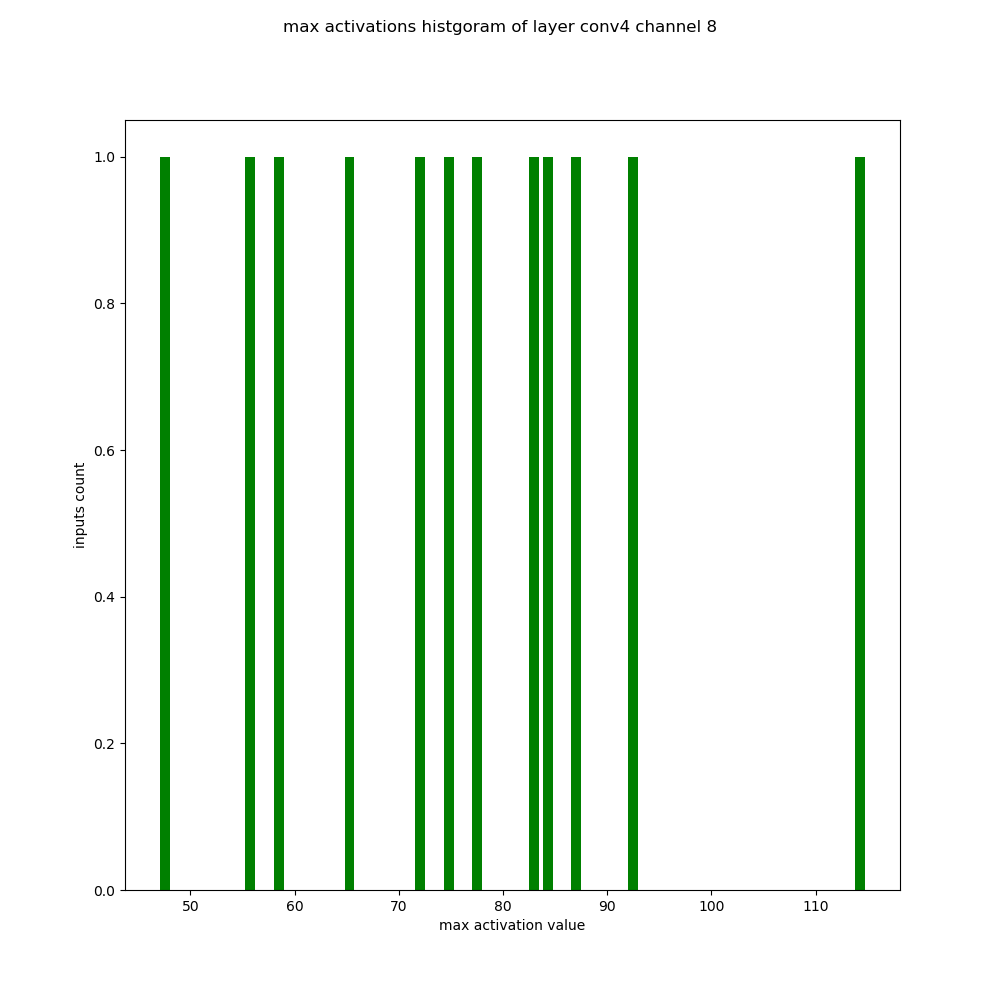 max activations histgoram of layer conv4 channel 8
1.0
0.8
0.6
0.4
0.2
0.0
inputs count
50 60 70 80 90 100 110
max activation value